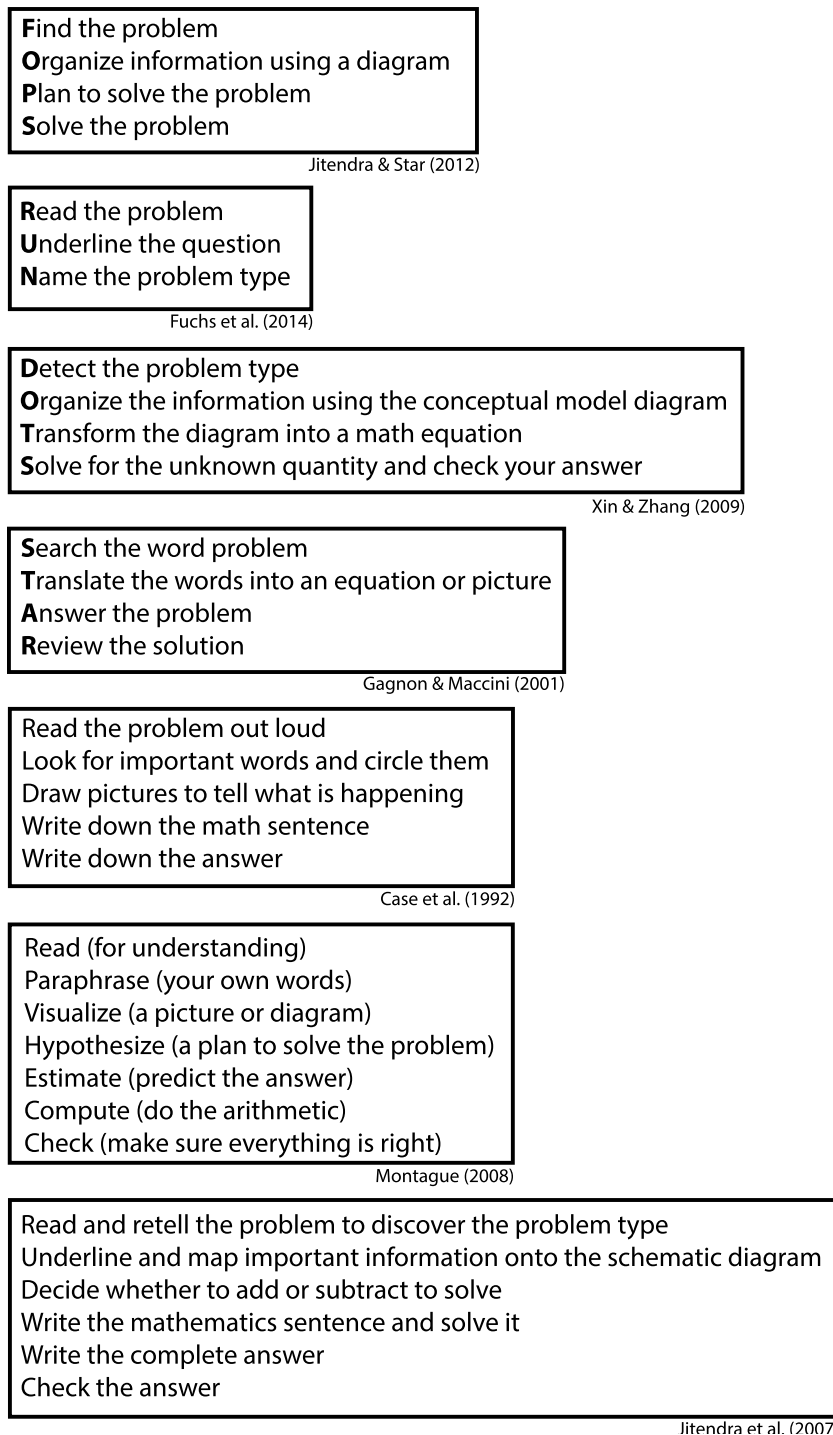 Find the problem
Organize information using a diagram
Plan to solve the problem
Solve the problem
Jitendra & Star (2012)
Read the problem
Underline the question
Name the problem type
Fuchs et al. (2014)
Detect the problem type
Organize the information using the conceptual model diagram
Transform the diagram into a math equation
Solve for the unknown quantity and check your answer
Xin & Zhang (2009)
Search the word problem
Translate the words into an equation or picture
Answer the problem
Review the solution
Gagnon & Maccini (2001)
Read the problem out loud
Look for important words and circle them
Draw pictures to tell what is happening
Write down the math sentence
Write down the answer
Case et al. (1992)
Read (for understanding)
Paraphrase (your own words)
Visualize (a picture or diagram)
Hypothesize (a plan to solve the problem)
Estimate (predict the answer)
Compute (do the arithmetic)
Check (make sure everything is right)
Montague (2008)
Read and retell the problem to discover the problem type
Underline and map important information onto the schematic diagram
Decide whether to add or subtract to solve
Write the mathematics sentence and solve it
Write the complete answer
Check the answer
Jitendra et al. (2007